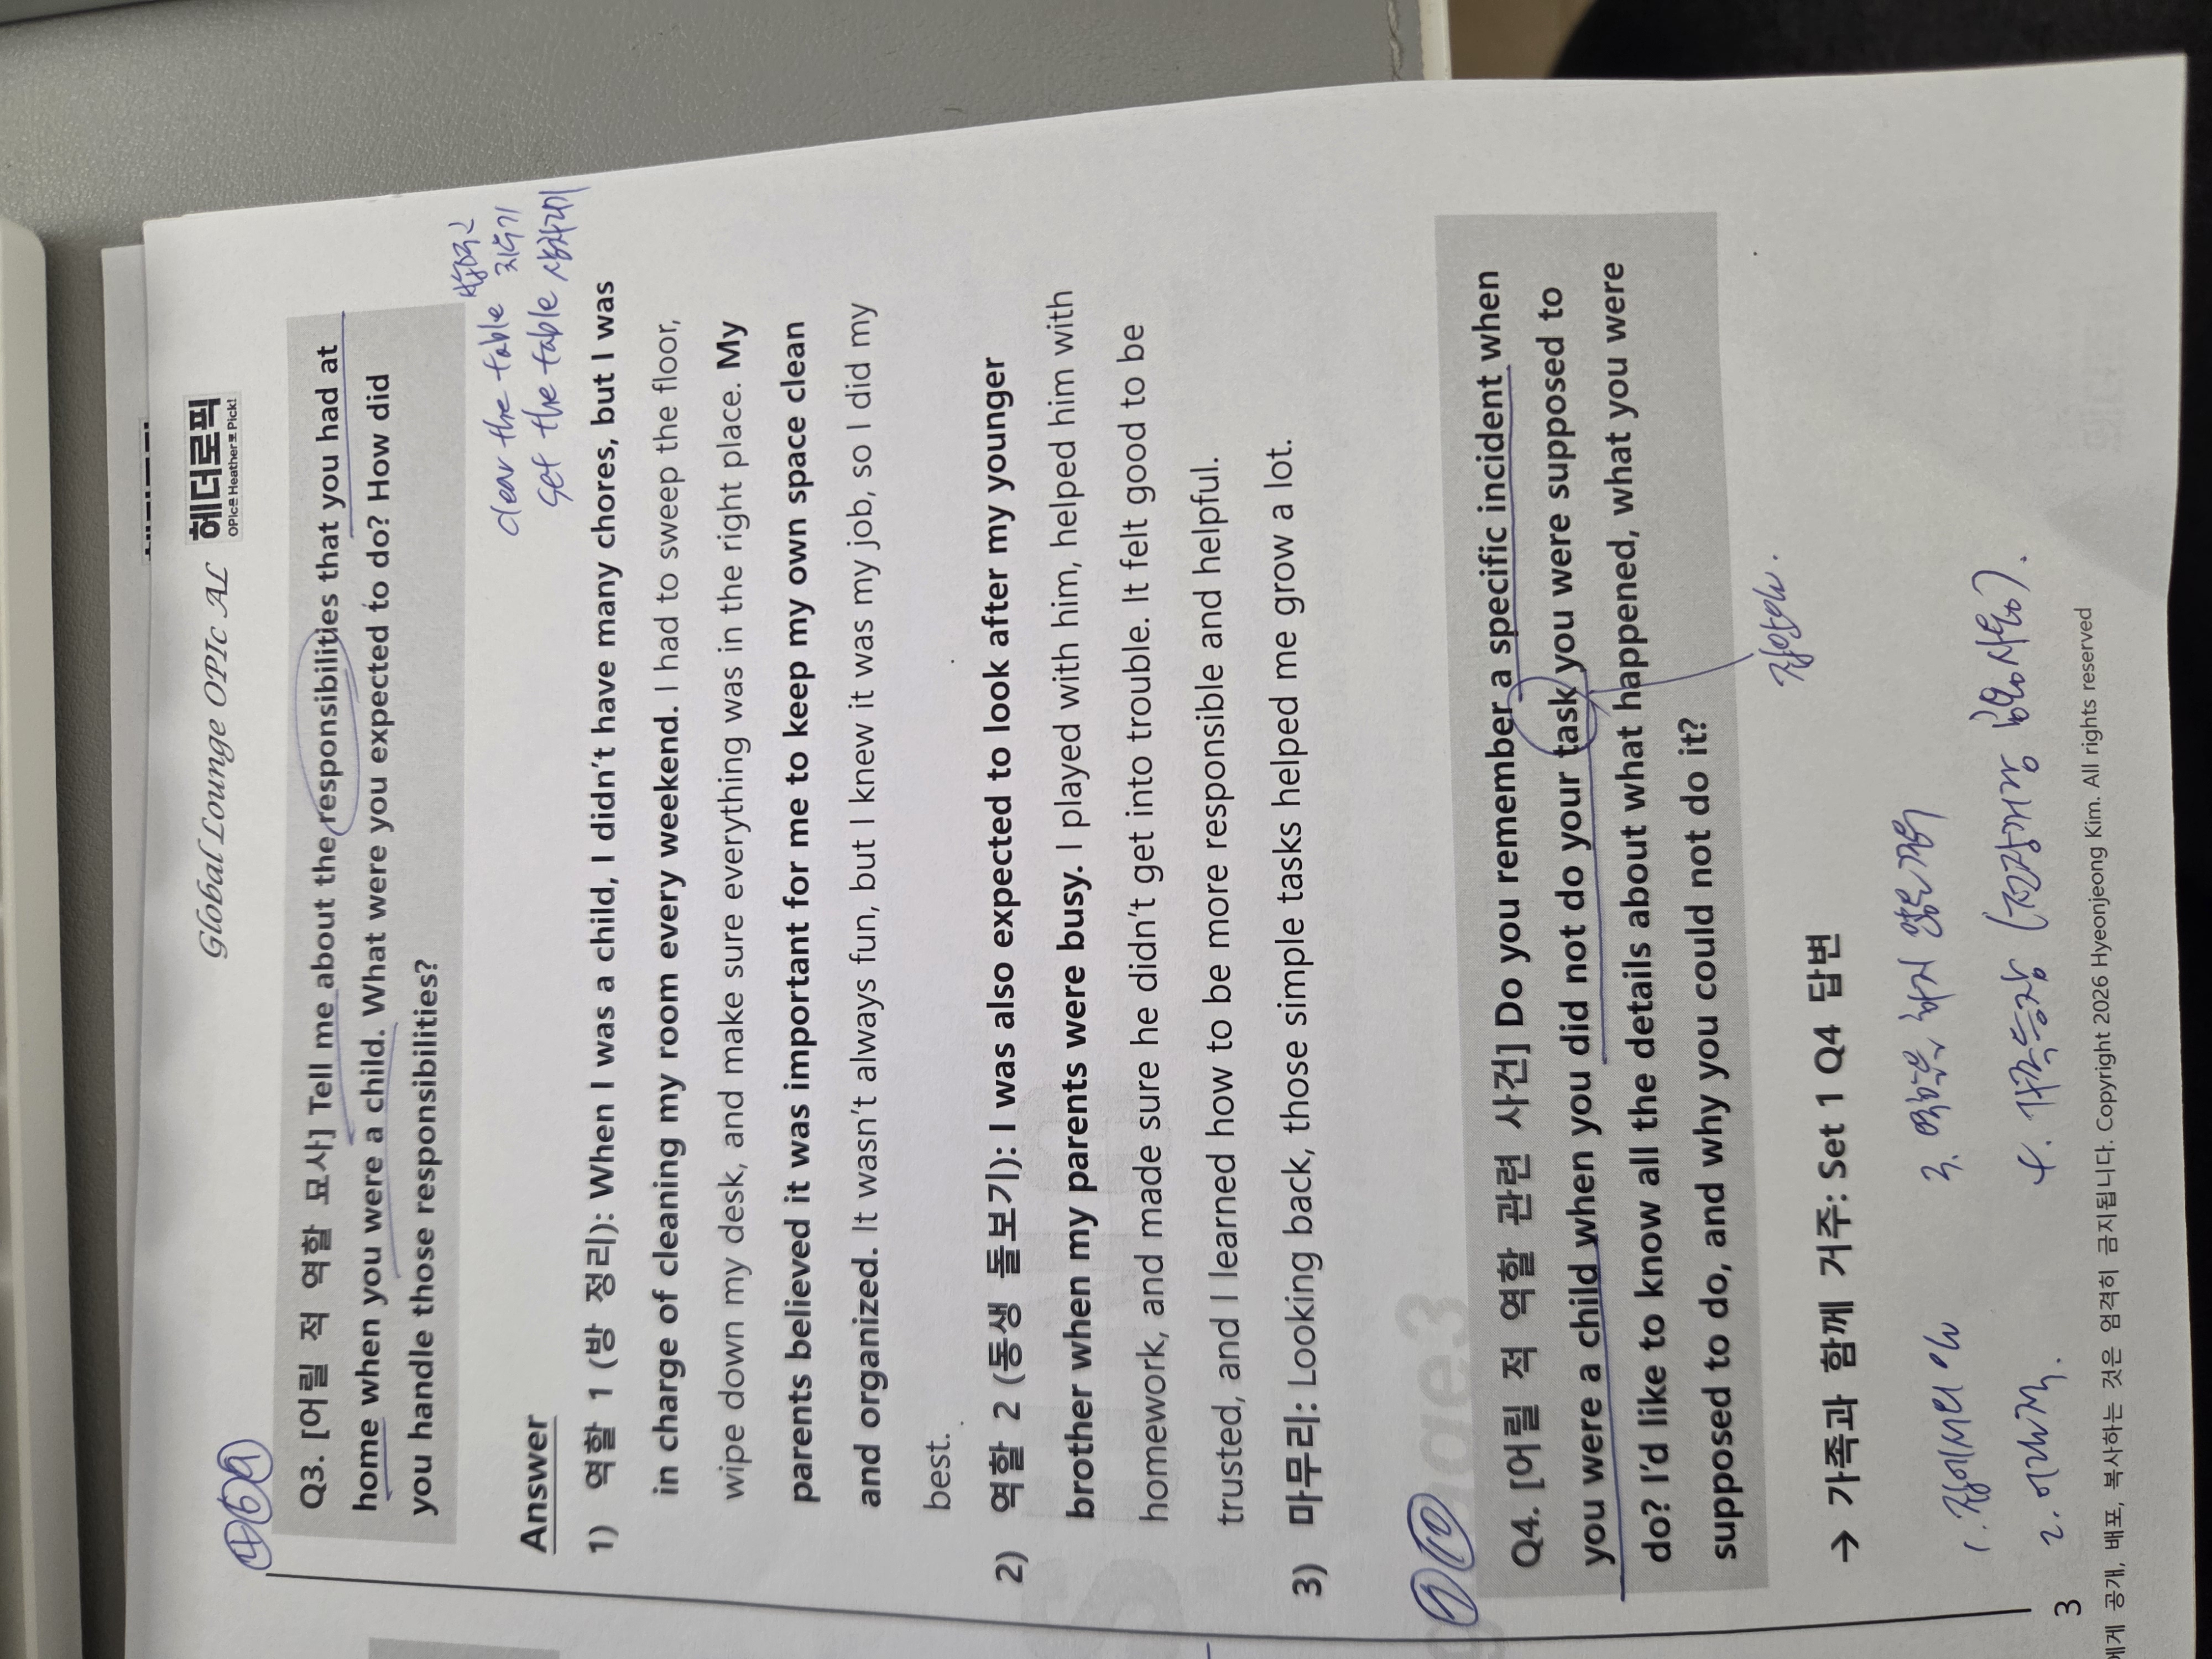 Global Lounge OPIc AL 헤더로픽
OPIc은 Heather로 Pick!
④⑥⑨
Q3. [어릴 적 역할 묘사] Tell me about the responsibilities that you had at
home when you were a child. What were you expected to do? How did
you handle those responsibilities?
clear the table 밥먹고
치우기
set the table 상차리기
Answer
1) 역할 1 (방 정리): When I was a child, I didn't have many chores, but I was
in charge of cleaning my room every weekend. I had to sweep the floor,
wipe down my desk, and make sure everything was in the right place. My
parents believed it was important for me to keep my own space clean
and organized. It wasn't always fun, but I knew it was my job, so I did my
best.
2) 역할 2 (동생 돌보기): I was also expected to look after my younger
brother when my parents were busy. I played with him, helped him with
homework, and made sure he didn't get into trouble. It felt good to be
trusted, and I learned how to be more responsible and helpful.
3) 마무리: Looking back, those simple tasks helped me grow a lot.
⑩
Q4. [어릴 적 역할 관련 사건] Do you remember a specific incident when
you were a child when you did not do your task you were supposed to
do? I'd like to know all the details about what happened, what you were
supposed to do, and why you could not do it?
집안일.
→ 가족과 함께 거주: Set 1 Q4 답변
1. 집에서의 일
3. 역할을 하지 않은 경우
2. 어릴적.
4. 가족등장 (전장거랑 공용사용).
3
에게 공개, 배포, 복사하는 것은 엄격히 금지됩니다. Copyright 2026 Hyeonjeong Kim. All rights reserved